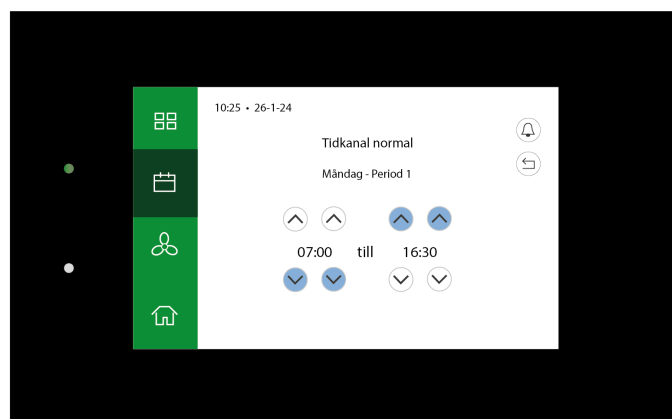 10:25 • 26-1-24
Tidkanal normal
Måndag - Period 1
07:00 till 16:30